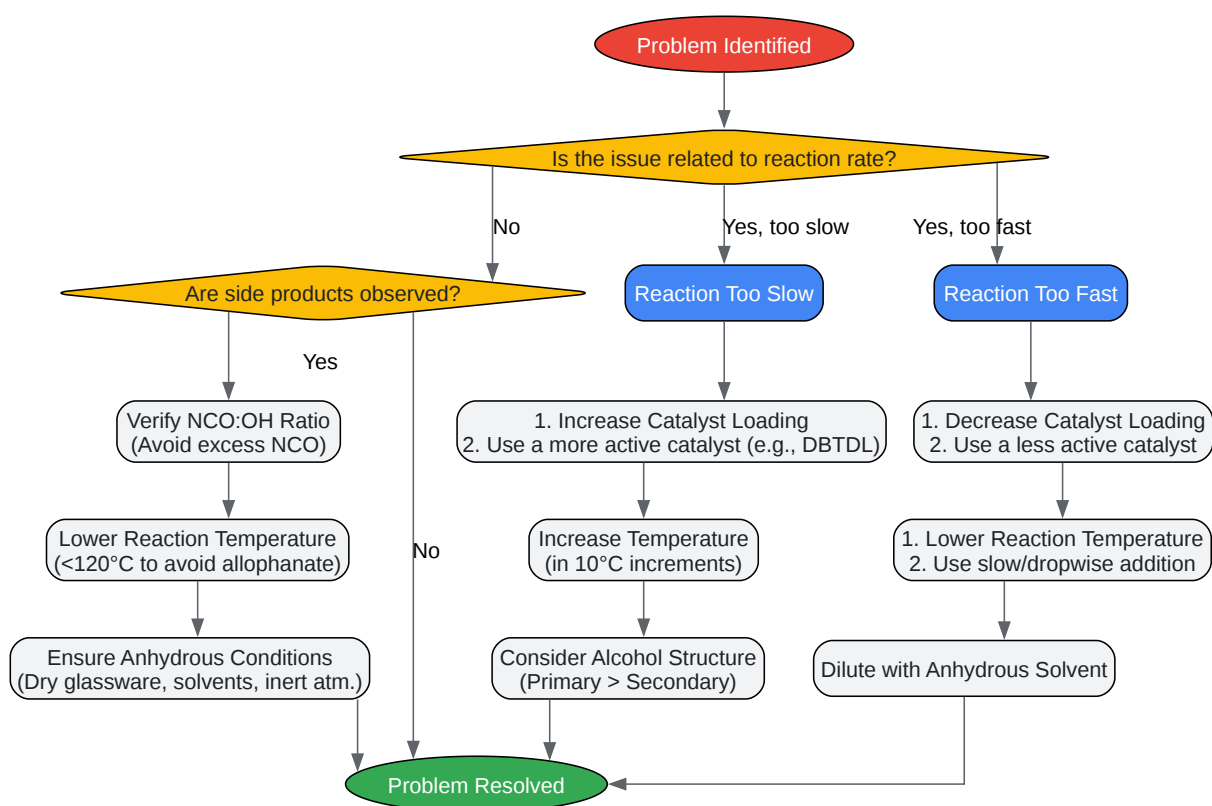 Problem Identified
Is the issue related to reaction rate?
No
Yes, too slow
Yes, too fast
Are side products observed?
Reaction Too Slow
Reaction Too Fast
Yes
Verify NCO:OH Ratio
(Avoid excess NCO)
1. Increase Catalyst Loading
2. Use a more active catalyst (e.g., DBTDL)
1. Decrease Catalyst Loading
2. Use a less active catalyst
Lower Reaction Temperature
(<120°C to avoid allophanate)
No
Increase Temperature
(in 10°C increments)
1. Lower Reaction Temperature
2. Use slow/dropwise addition
Ensure Anhydrous Conditions
(Dry glassware, solvents, inert atm.)
Consider Alcohol Structure
(Primary > Secondary)
Dilute with Anhydrous Solvent
Problem Resolved